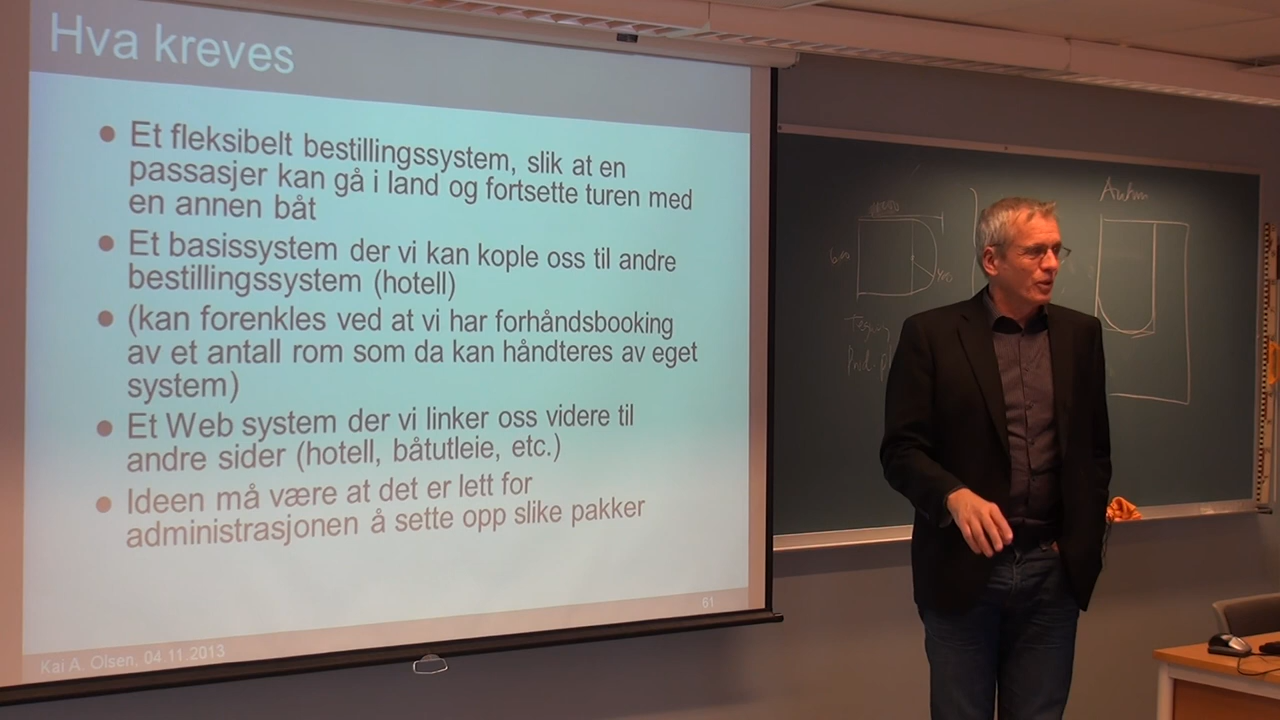 Hva kreves
• Et fleksibelt bestillingssystem, slik at en
passasjer kan gå i land og fortsette turen med
en annen båt
• Et basissystem der vi kan kople oss til andre
bestillingssystem (hotell)
• (kan forenkles ved at vi har forhåndsbooking
av et antall rom som da kan håndteres av eget
system)
• Et Web system der vi linker oss videre til
andre sider (hotell, båtutleie, etc.)
• Ideen må være at det er lett for
administrasjonen å sette opp slike pakker
61
Kai A. Olsen, 04.11.2013